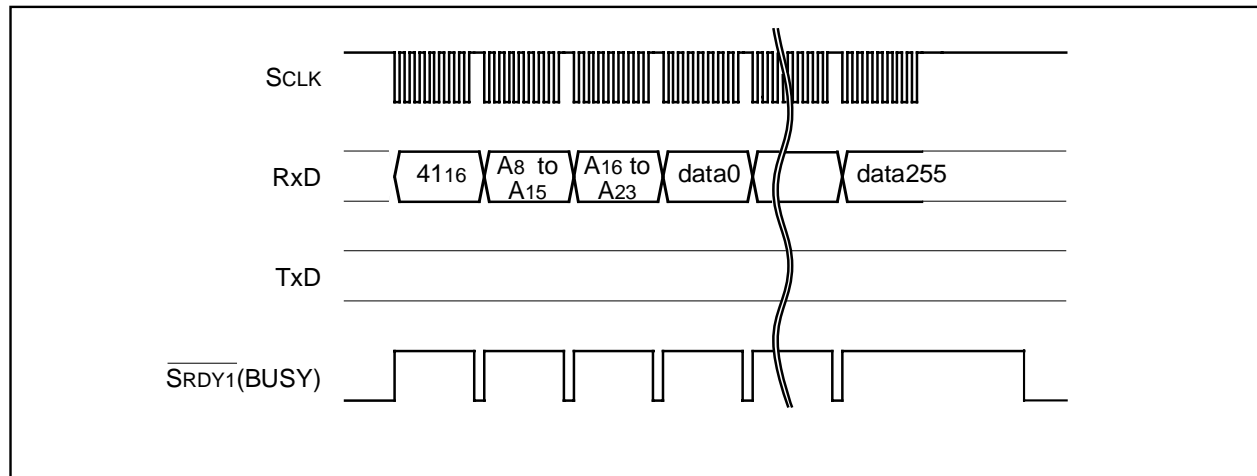 SCLK
RxD
4116
A8 to
A15
A16 to
A23
data0
data255
TxD
SRDY1(BUSY)